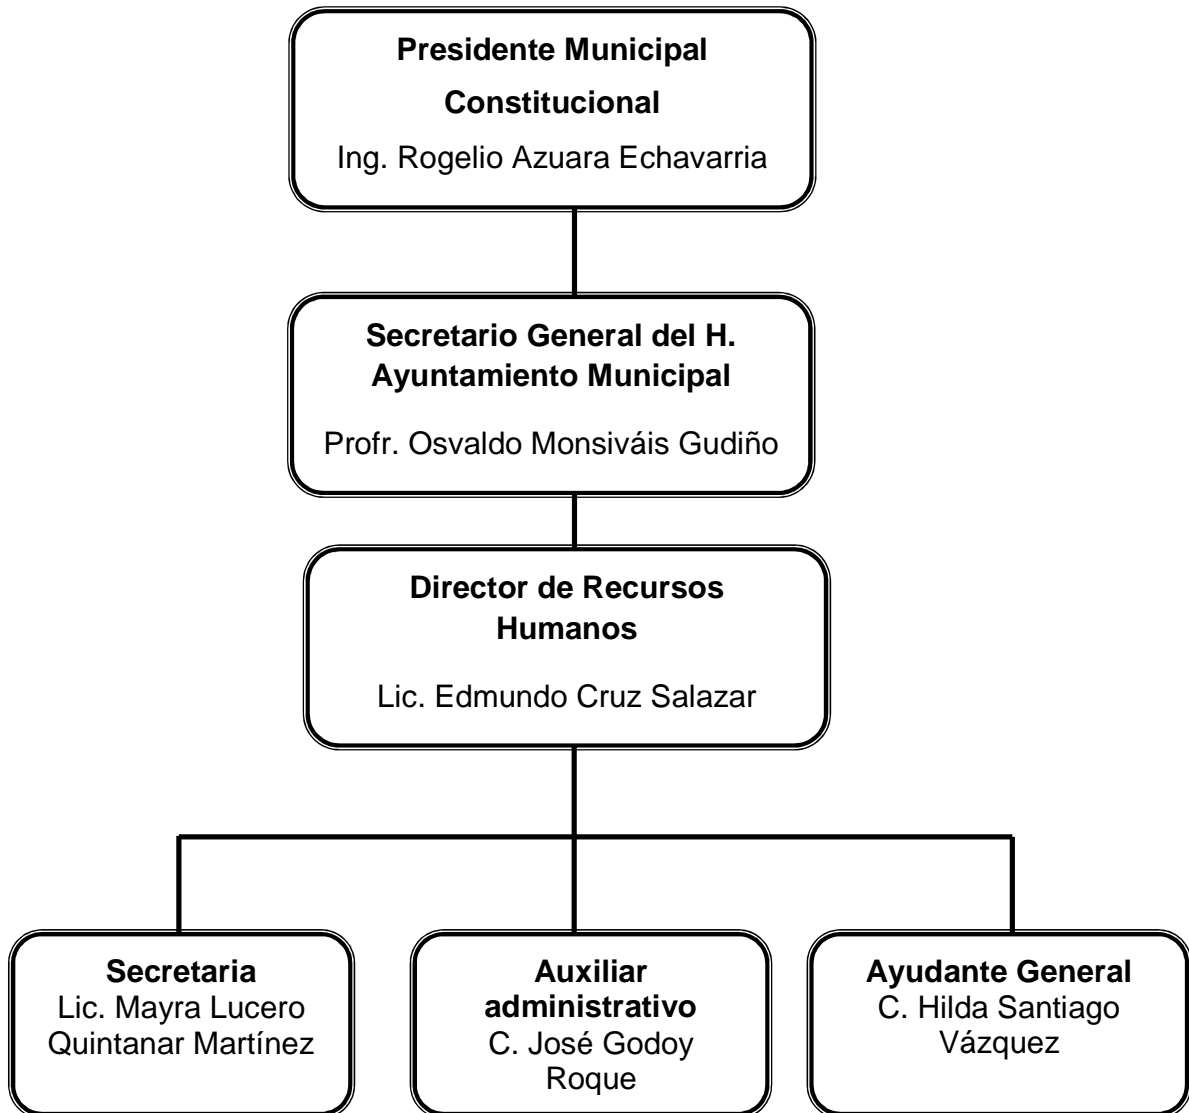 Presidente Municipal
Constitucional
Ing. Rogelio Azuara Echavarria
Secretario General del H.
Ayuntamiento Municipal
Profr. Osvaldo Monsiváis Gudiño
Director de Recursos
Humanos
Lic. Edmundo Cruz Salazar
Secretaria
Lic. Mayra Lucero
Quintanar Martínez
Auxiliar
administrativo
C. José Godoy
Roque
Ayudante General
C. Hilda Santiago
Vázquez